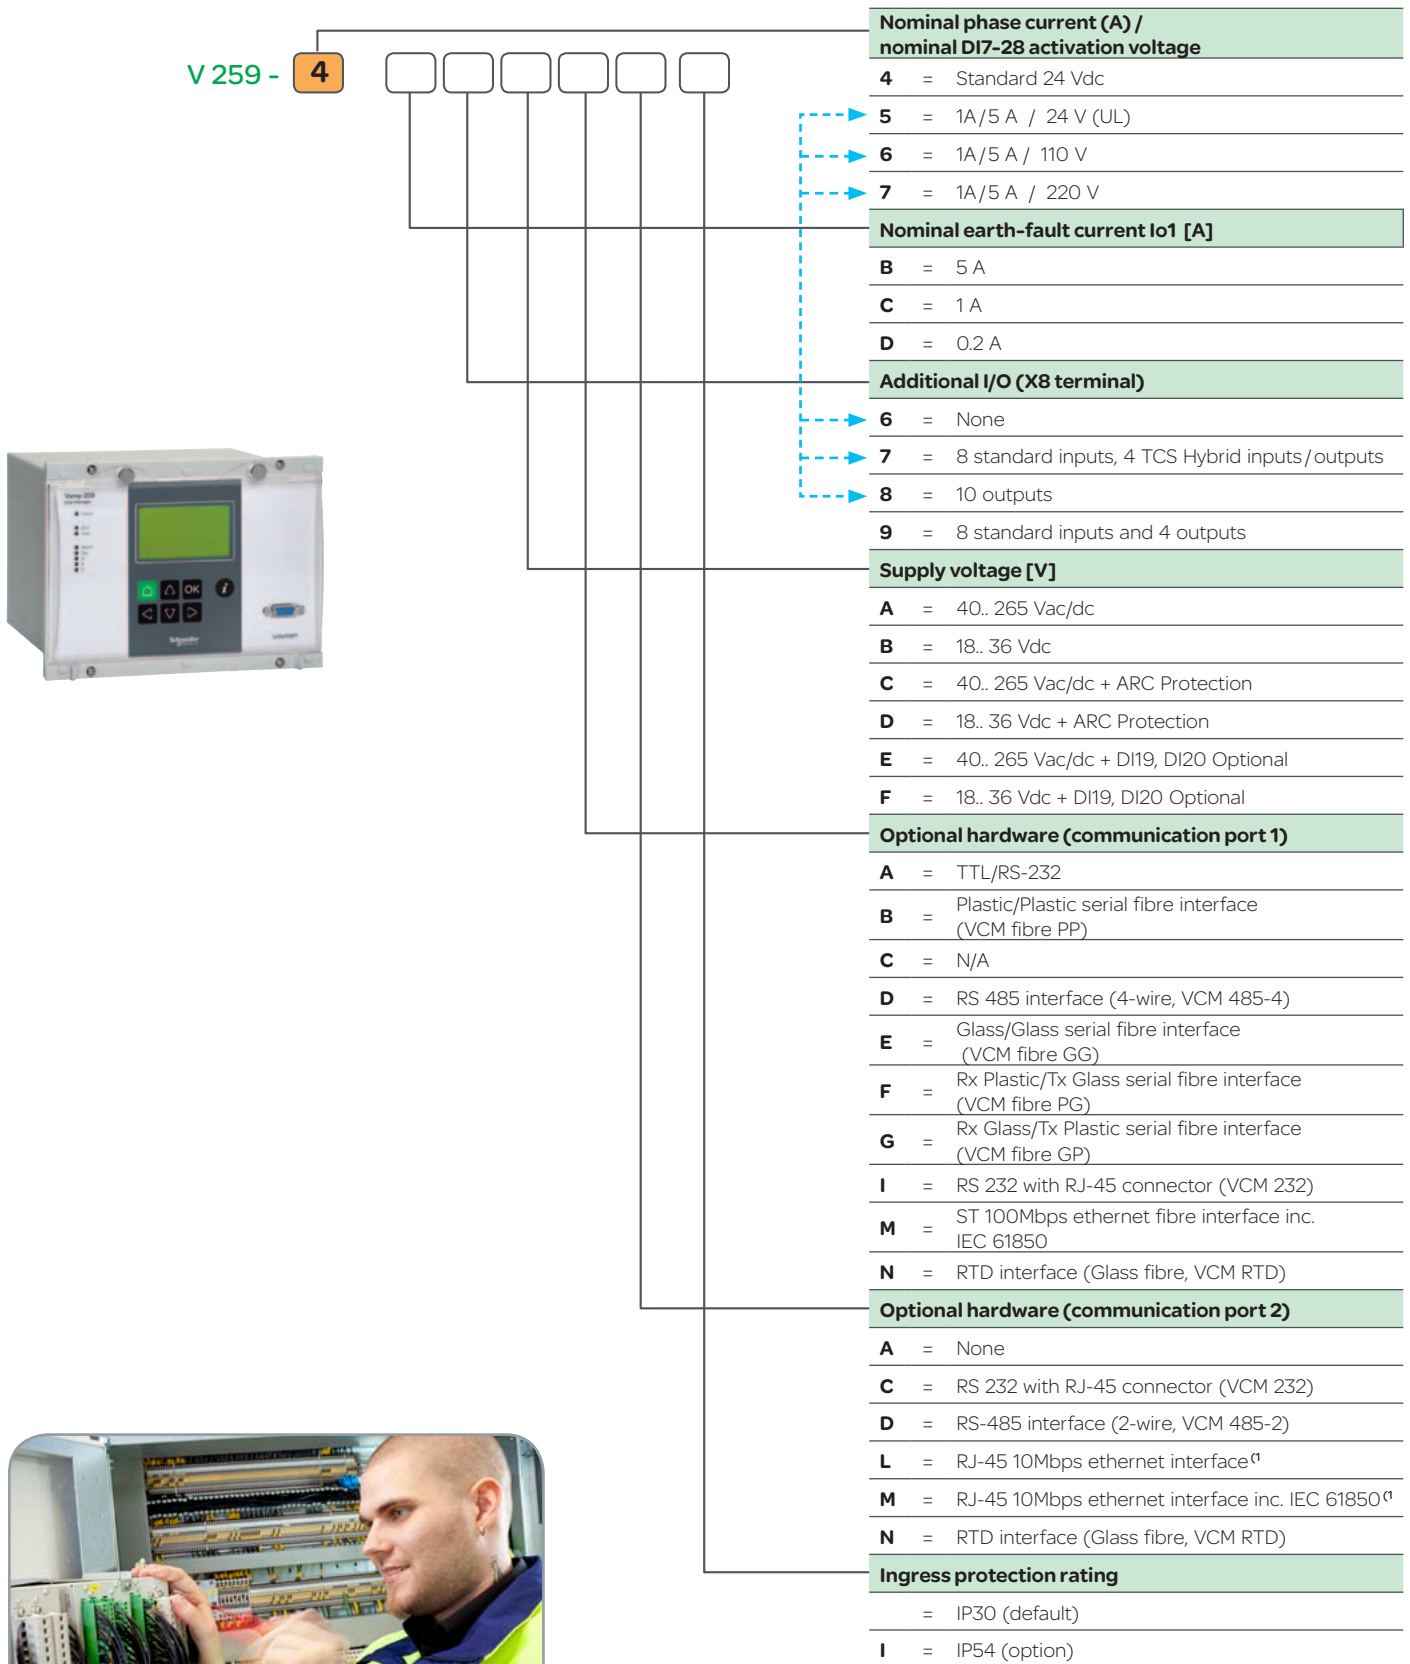 Nominal phase current (A) /
nominal DI7-28 activation voltage
V 259 - 4
4 = Standard 24 Vdc
5 = 1A/5 A / 24 V (UL)
6 = 1A/5 A / 110 V
7 = 1A/5 A / 220 V
Nominal earth-fault current Io1 [A]
B = 5 A
C = 1 A
D = 0.2 A
Additional I/O (X8 terminal)
6 = None
7 = 8 standard inputs, 4 TCS Hybrid inputs/outputs
8 = 10 outputs
9 = 8 standard inputs and 4 outputs
Supply voltage [V]
A = 40.. 265 Vac/dc
B = 18.. 36 Vdc
C = 40.. 265 Vac/dc + ARC Protection
D = 18.. 36 Vdc + ARC Protection
E = 40.. 265 Vac/dc + DI19, DI20 Optional
F = 18.. 36 Vdc + DI19, DI20 Optional
Optional hardware (communication port 1)
A = TTL/RS-232
B = Plastic/Plastic serial fibre interface
(VCM fibre PP)
C = N/A
D = RS 485 interface (4-wire, VCM 485-4)
E = Glass/Glass serial fibre interface
(VCM fibre GG)
F = Rx Plastic/Tx Glass serial fibre interface
(VCM fibre PG)
G = Rx Glass/Tx Plastic serial fibre interface
(VCM fibre GP)
I = RS 232 with RJ-45 connector (VCM 232)
M = ST 100Mbps ethernet fibre interface inc.
IEC 61850
N = RTD interface (Glass fibre, VCM RTD)
Optional hardware (communication port 2)
A = None
C = RS 232 with RJ-45 connector (VCM 232)
D = RS-485 interface (2-wire, VCM 485-2)
L = RJ-45 10Mbps ethernet interface (1
M = RJ-45 10Mbps ethernet interface inc. IEC 61850 (1
N = RTD interface (Glass fibre, VCM RTD)
Ingress protection rating
= IP30 (default)
I = IP54 (option)
OK
i
Schneider